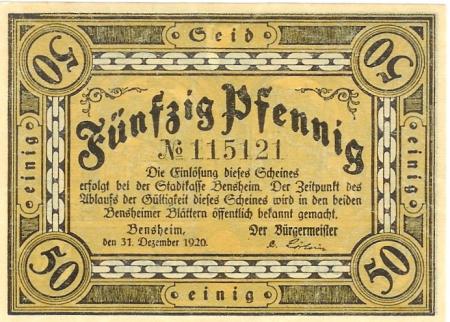 50 Seid 50
einig einig
Fünfzig Pfennig
№ 115121
Die Einlösung dieses Scheines
erfolgt bei der Stadtkasse Bensheim. Der Zeitpunkt des
Ablaufs der Gültigkeit dieses Scheines wird in den beiden
Bensheimer Blättern öffentlich bekannt gemacht.
Bensheim, Der Bürgermeister
den 31. Dezember 1920.
50 einig 50